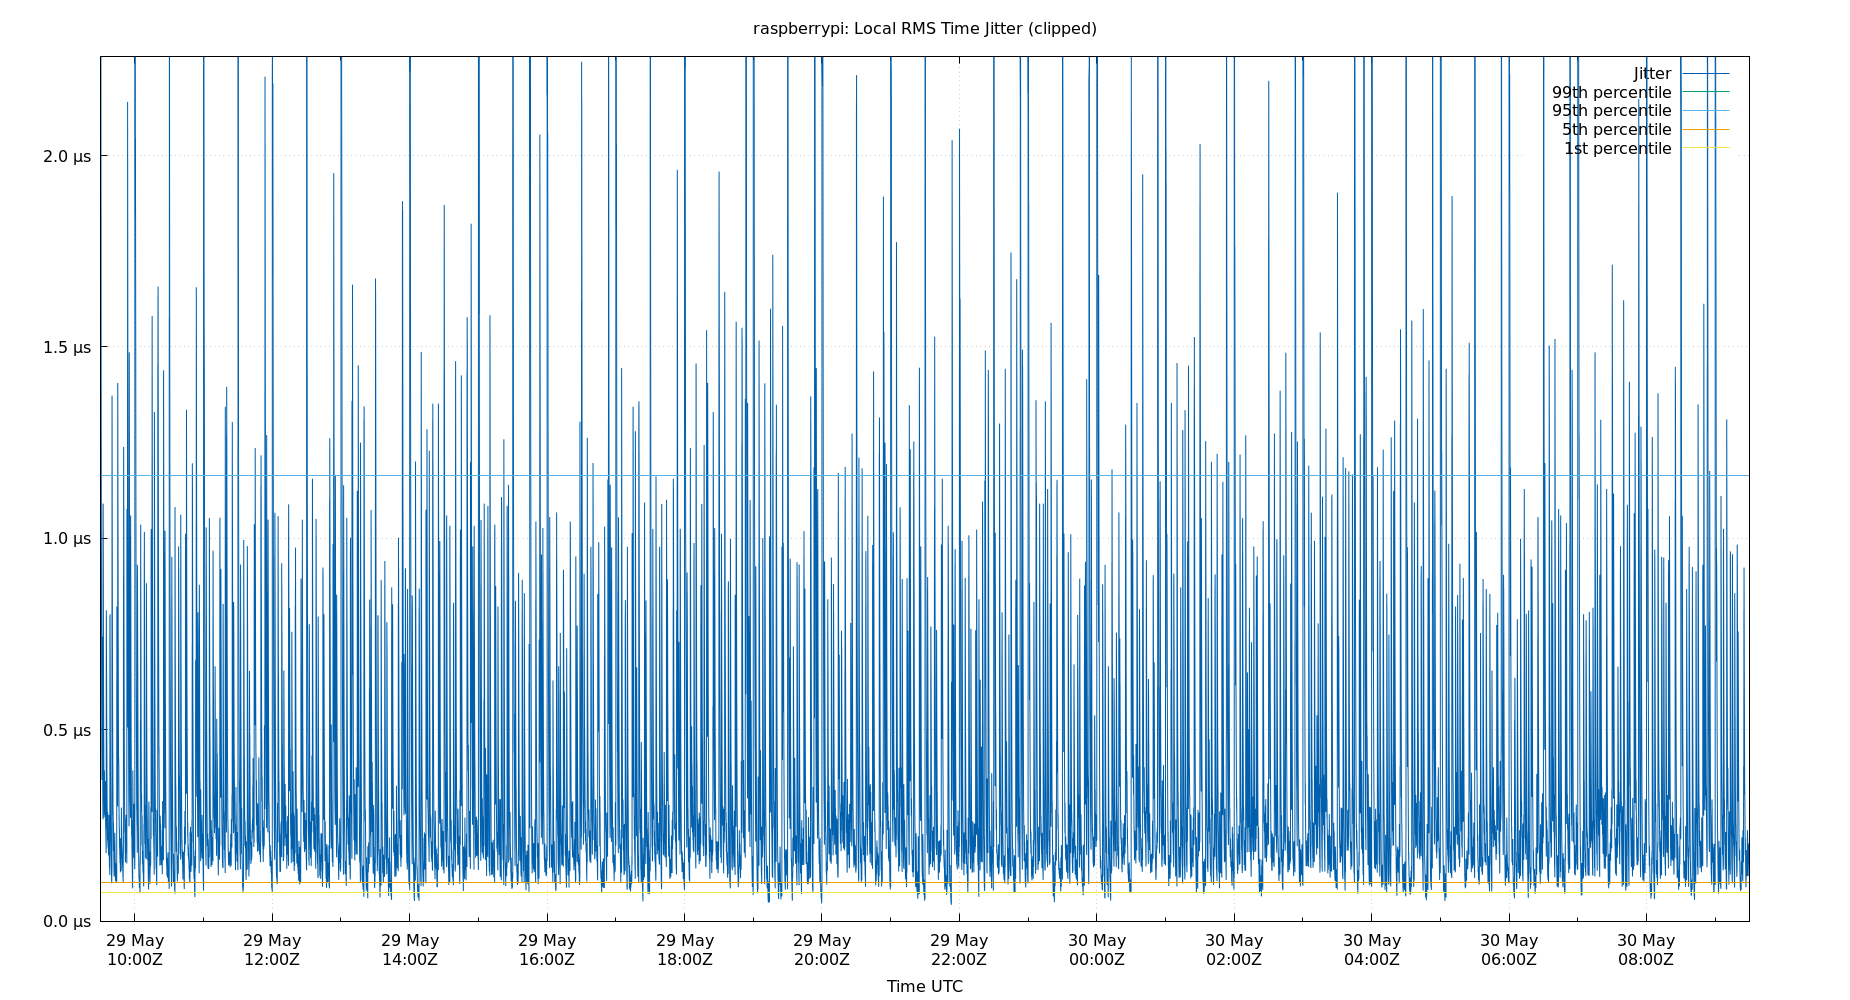 raspberrypi: Local RMS Time Jitter (clipped)
Jitter
99th percentile
95th percentile
5th percentile
1st percentile
2.0 µs
1.5 µs
1.0 µs
0.5 µs
0.0 µs
29 May 29 May 29 May 29 May 29 May 29 May 29 May 30 May 30 May 30 May 30 May 30 May
10:00Z 12:00Z 14:00Z 16:00Z 18:00Z 20:00Z 22:00Z 00:00Z 02:00Z 04:00Z 06:00Z 08:00Z
Time UTC